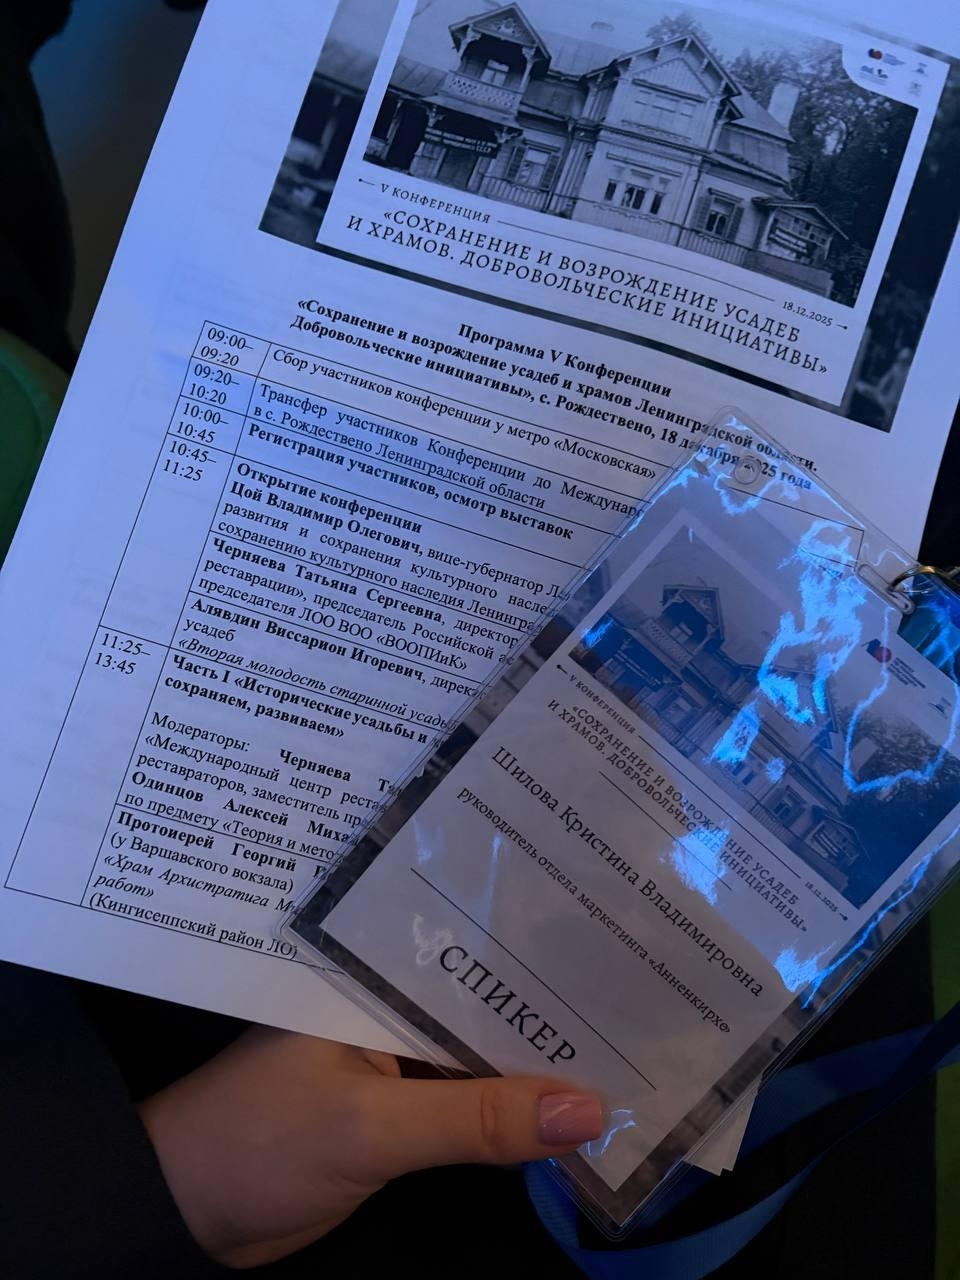 V КОНФЕРЕНЦИЯ
«СОХРАНЕНИЕ И ВОЗРОЖДЕНИЕ УСАДЕБ
И ХРАМОВ. ДОБРОВОЛЬЧЕСКИЕ ИНИЦИАТИВЫ»
18.12.2025
Программа V Конференции
«Сохранение и возрождение усадеб и храмов Ленинградской области.
Добровольческие инициативы», с. Рождествено, 18 декабря 2025 года
09:00–
09:20
Сбор участников конференции у метро «Московская»
09:20–
10:20
Трансфер участников Конференции до
в с. Рождествено Ленинградской области
10:00–
10:45
Регистрация участников, осмотр выставок
10:45–
11:25
Открытие конференции
Цой Владимир Олегович, вице-губернатор
развития и сохранения культурного
сохранению культурного наследия
Черняева Татьяна Сергеевна, директор
реставрации», председатель Российской
председателя ЛОО ВОО «ВООПИиК»
Алявдин Виссарион Игоревич,
усадеб
«Вторая молодость старинной
11:25–
13:45
Часть I «Исторические усадьбы и
сохраняем, развиваем»
Модераторы: Черняева
«Международный центр
реставраторов, заместитель
Одинцов Алексей
по предмету «Теория и
Протоиерей Георгий
(у Варшавского вокзала)
«Храм Архистратига
работ»
(Кингисеппский район ЛО)
V КОНФЕРЕНЦИЯ
«СОХРАНЕНИЕ И ВОЗРОЖДЕНИЕ УСАДЕБ
И ХРАМОВ. ДОБРОВОЛЬЧЕСКИЕ ИНИЦИАТИВЫ»
18.12.2025
Шилова Кристина Владимировна
руководитель отдела маркетинга «Анненкирхе»
СПИКЕР